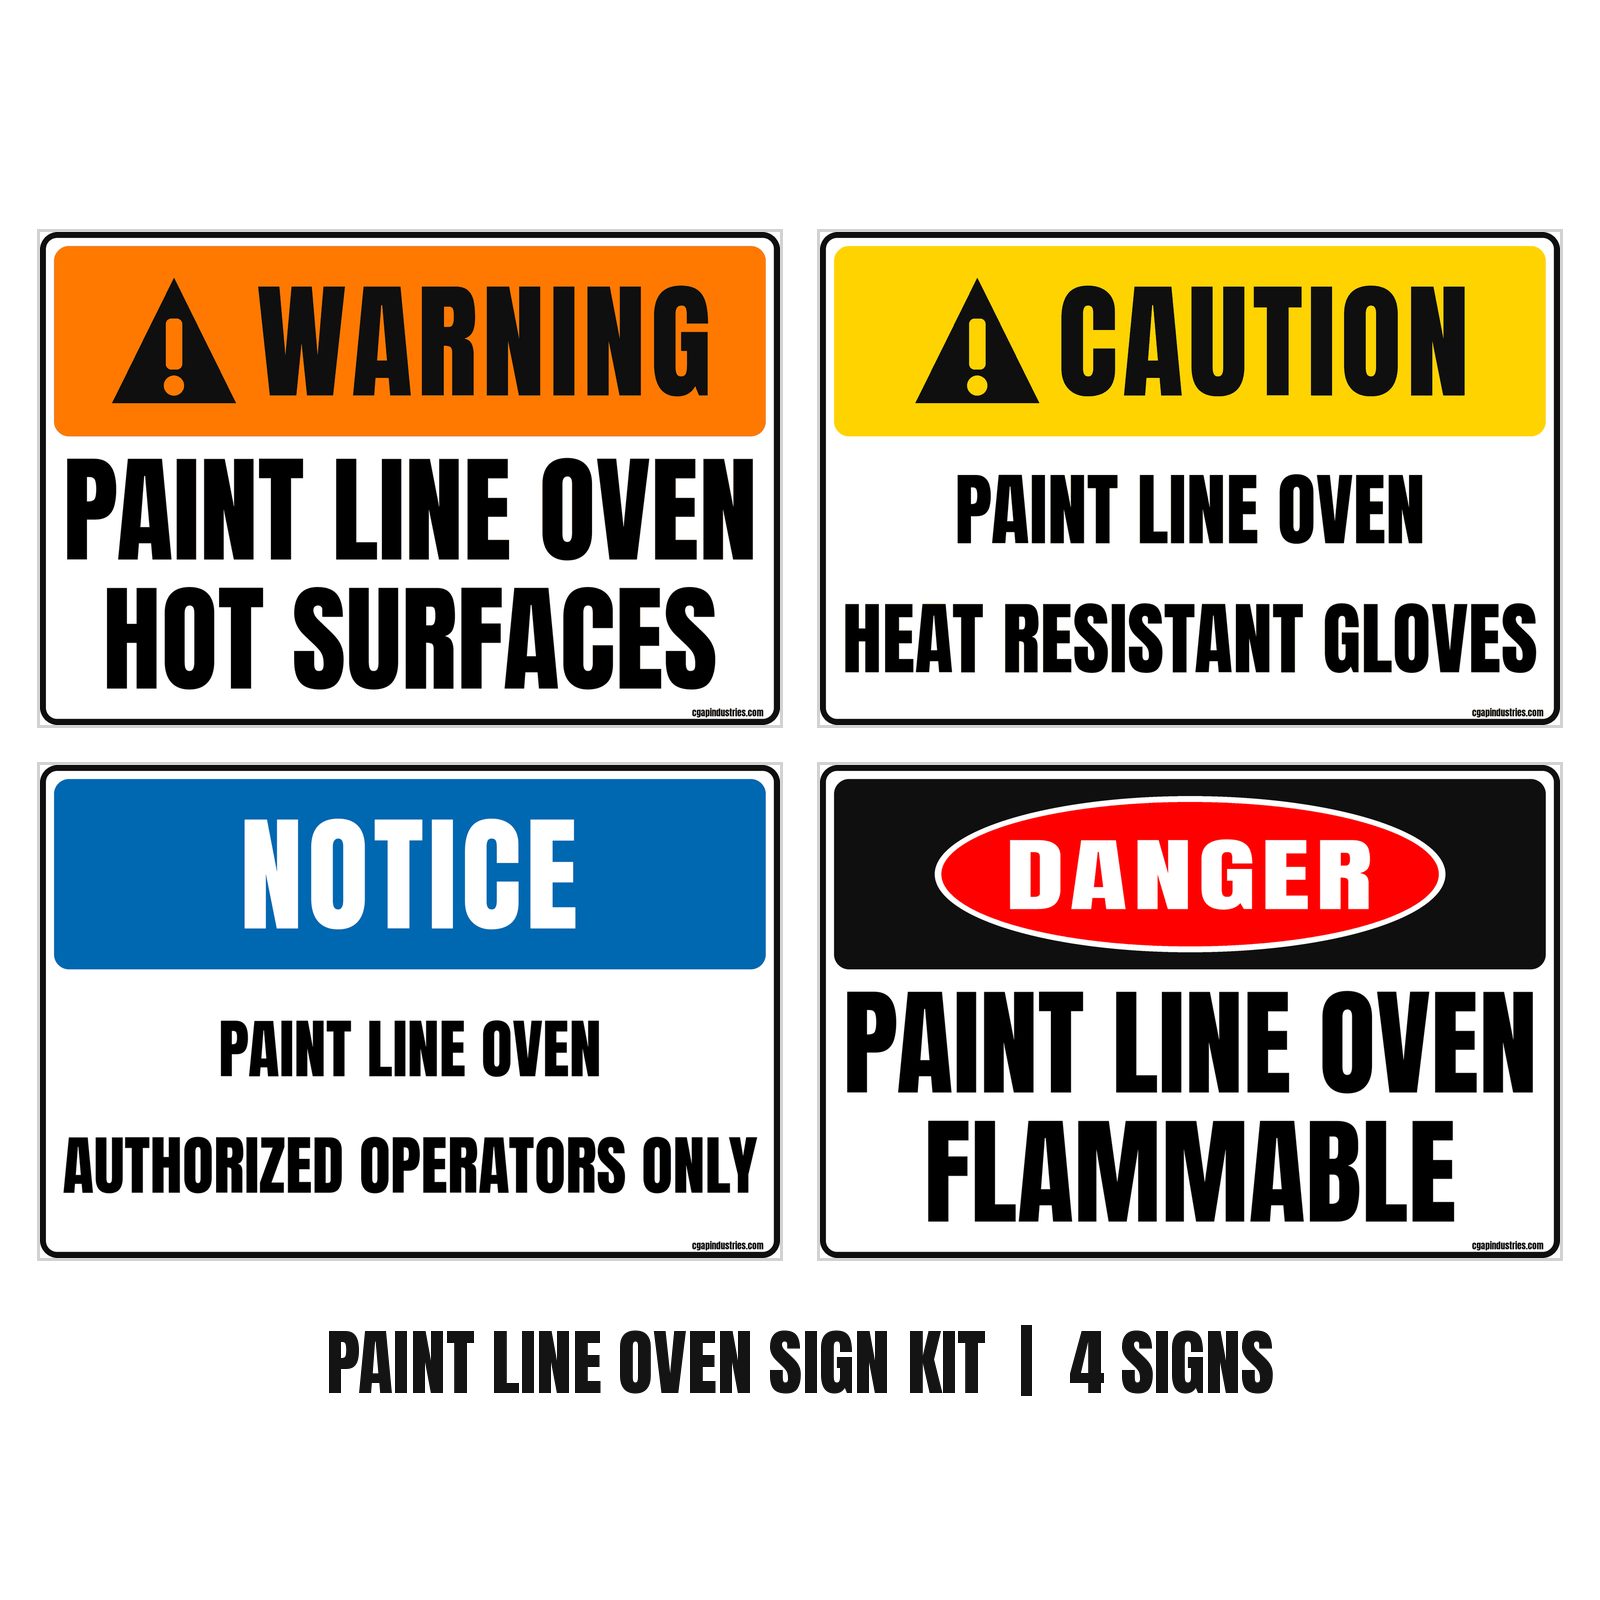 WARNING
PAINT LINE OVEN
HOT SURFACES
cgapindustries.com
CAUTION
PAINT LINE OVEN
HEAT RESISTANT GLOVES
cgapindustries.com
NOTICE
PAINT LINE OVEN
AUTHORIZED OPERATORS ONLY
cgapindustries.com
DANGER
PAINT LINE OVEN
FLAMMABLE
cgapindustries.com
PAINT LINE OVEN SIGN KIT | 4 SIGNS